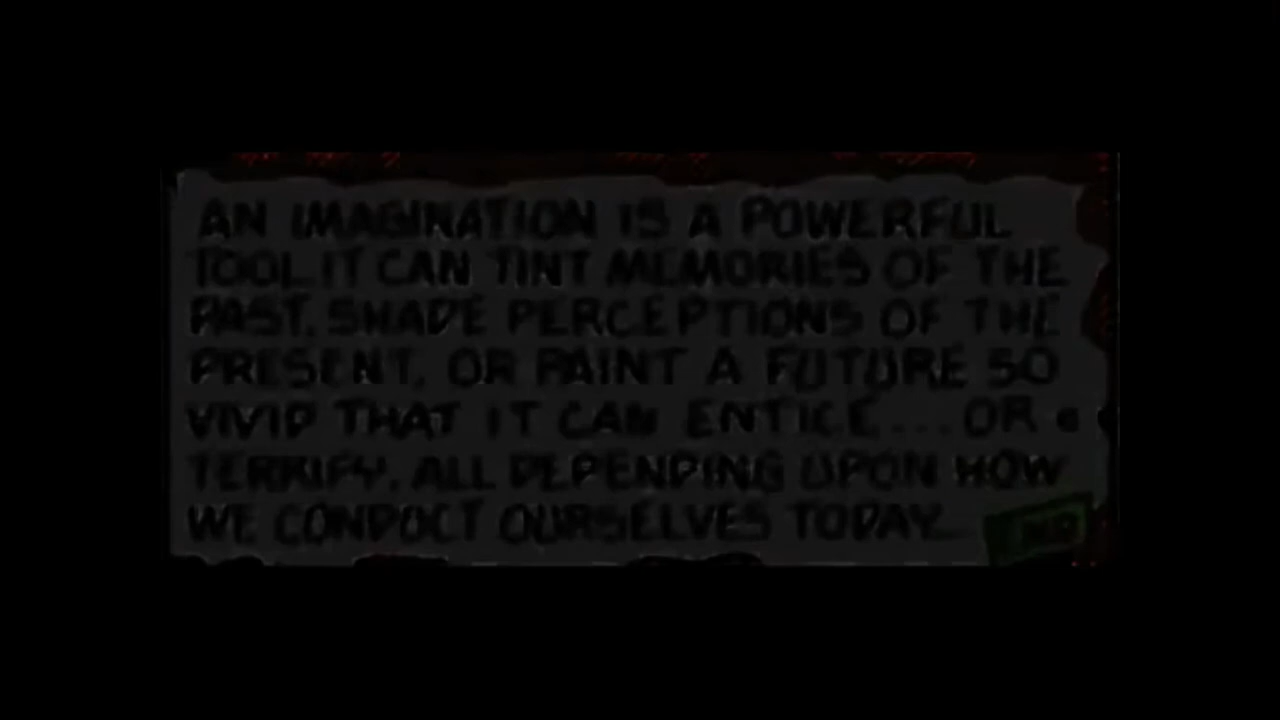 AN IMAGINATION IS A POWERFUL
TOOL IT CAN TINT MEMORIES OF THE
PAST, SHADE PERCEPTIONS OF THE
PRESENT, OR PAINT A FUTURE SO
VIVID THAT IT CAN ENTICE... OR
TERRIFY, ALL DEPENDING UPON HOW
WE CONDUCT OURSELVES TODAY...